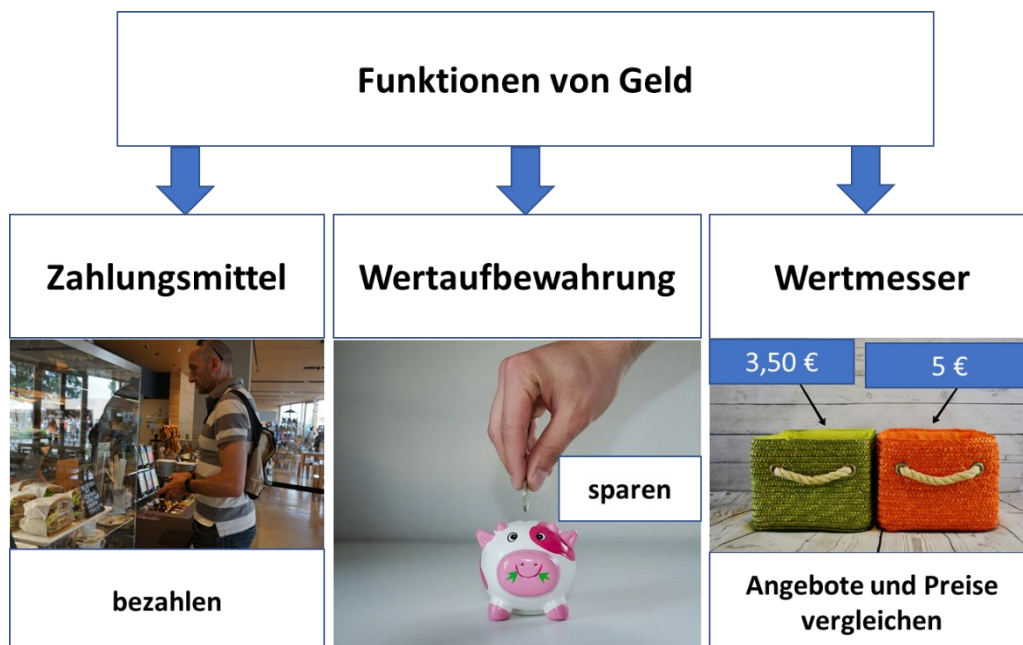 Funktionen von Geld
Zahlungsmittel
Wertaufbewahrung
Wertmesser
3,50 €
5 €
sparen
bezahlen
Angebote und Preise
vergleichen